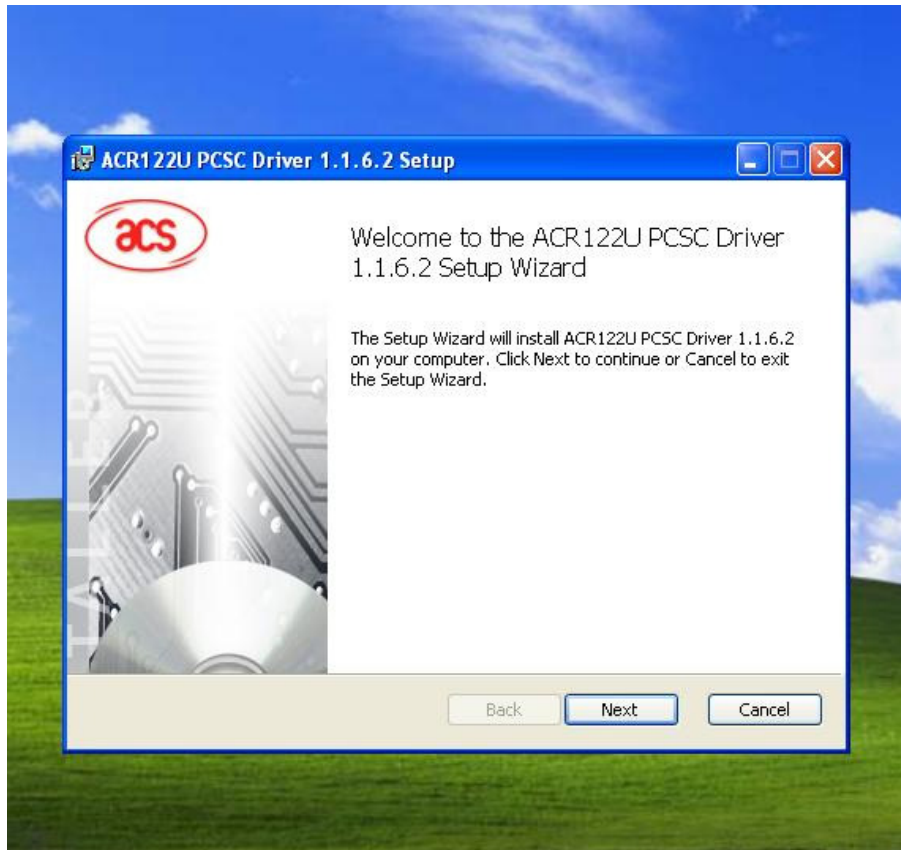 ACR122U PCSC Driver 1.1.6.2 Setup
acs
Welcome to the ACR122U PCSC Driver
1.1.6.2 Setup Wizard
The Setup Wizard will install ACR122U PCSC Driver 1.1.6.2
on your computer. Click Next to continue or Cancel to exit
the Setup Wizard.
TALLER
Back
Next
Cancel